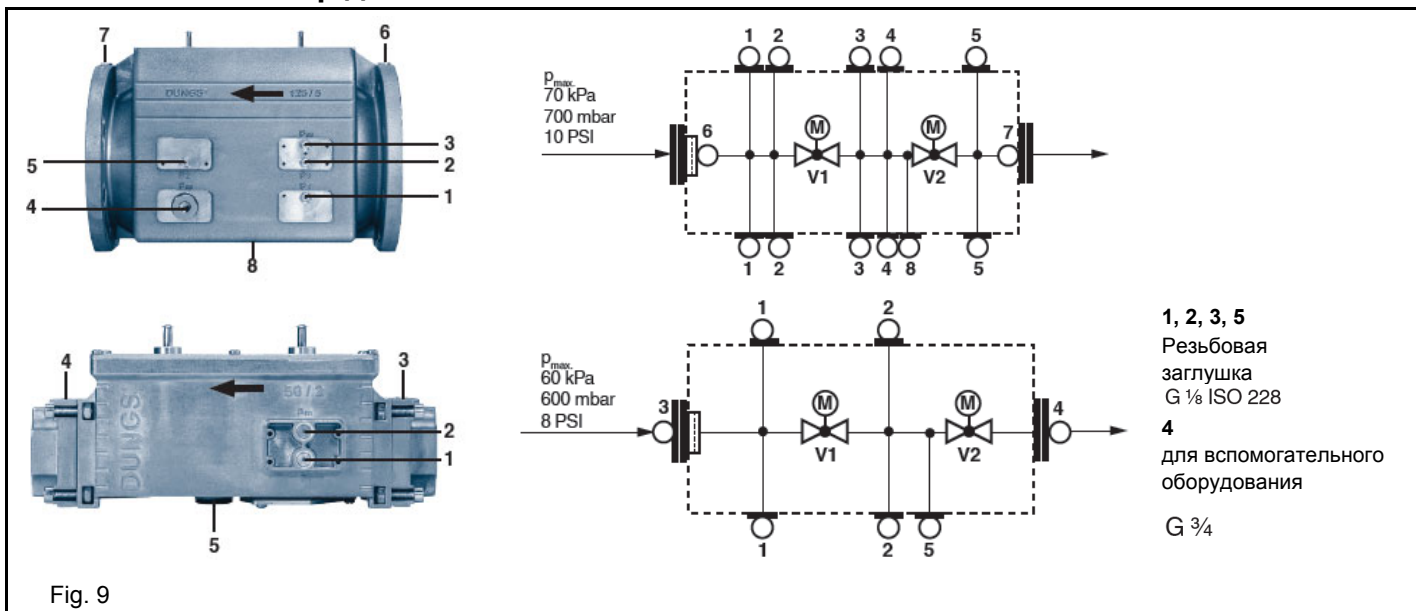 7
6
DUNGS
125 / 5
Pm
3
5
2
1
4
8
1 2 3 4 5
pmax.
70 kPa
700 mbar
10 PSI
6
M
M
7
V1
V2
1 2 3 4 8 5
4
3
50 / 2
DUNGS
Pm
2
1
5
1 2
pmax.
60 kPa
600 mbar
8 PSI
3
M
M
4
V1
V2
1 2 5
1, 2, 3, 5
Резьбовая
заглушка
G ⅛ ISO 228
4
для вспомогательного
оборудования
G ¾
Fig. 9